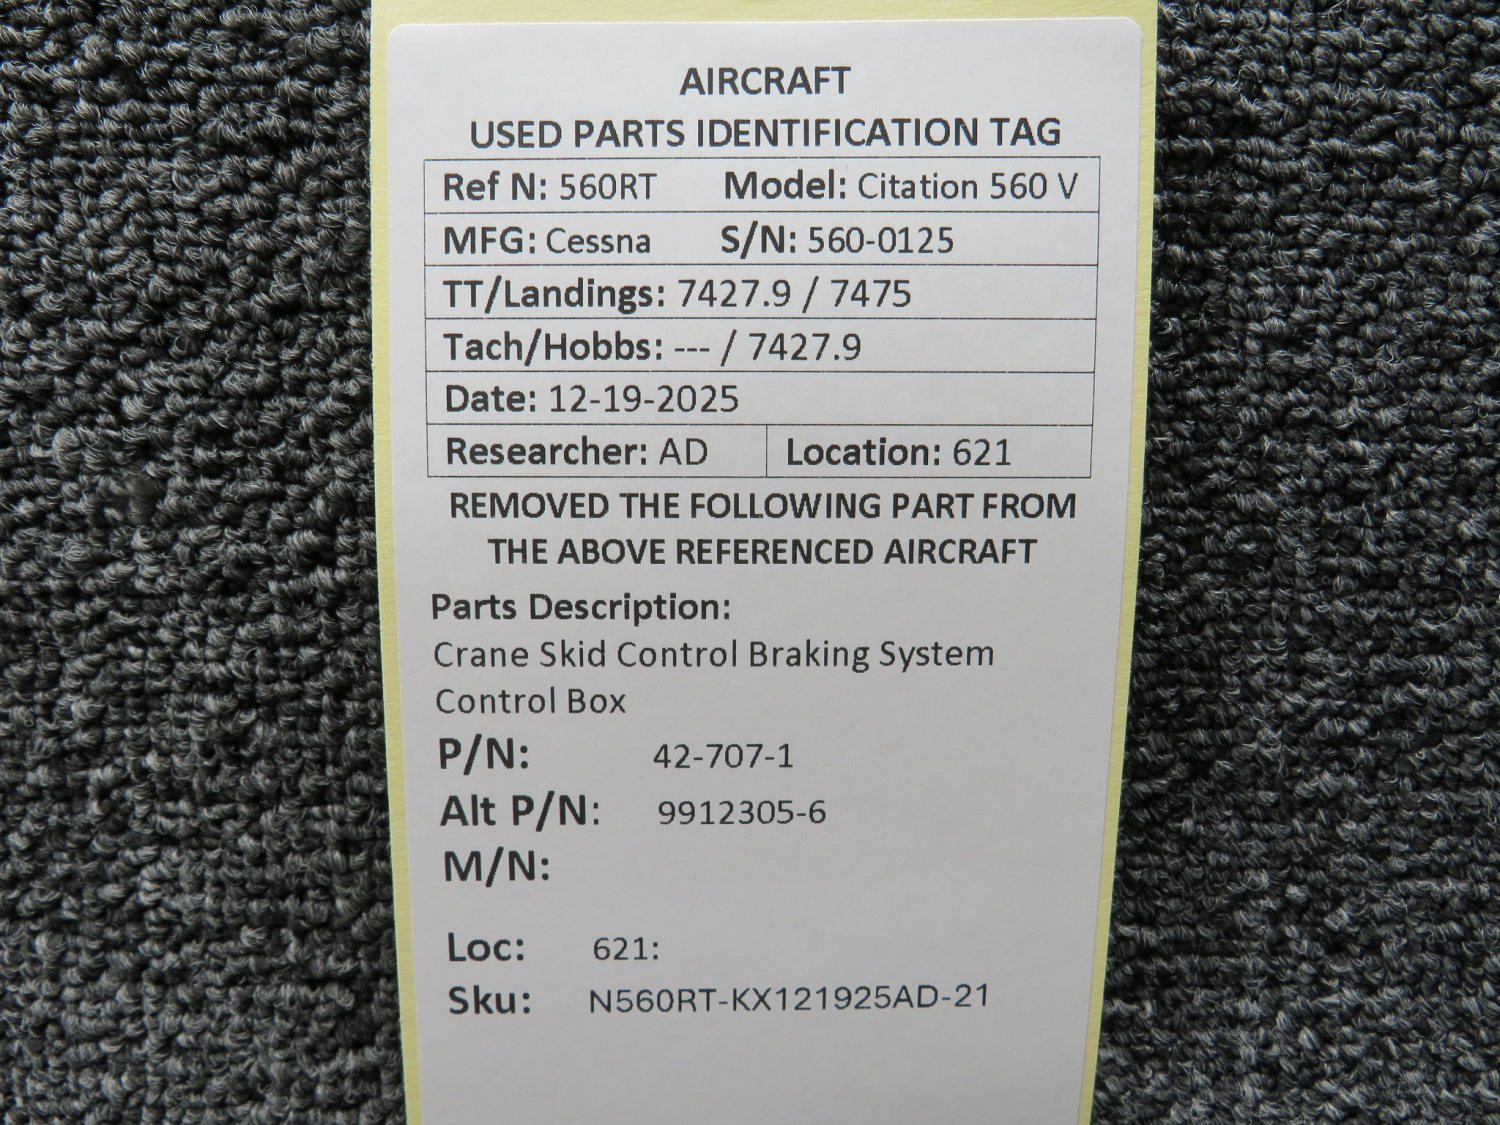 AIRCRAFT
USED PARTS IDENTIFICATION TAG
Ref N: 560RT Model: Citation 560 V
MFG: Cessna S/N: 560-0125
TT/Landings: 7427.9 / 7475
Tach/Hobbs: --- / 7427.9
Date: 12-19-2025
Researcher: AD Location: 621
REMOVED THE FOLLOWING PART FROM
THE ABOVE REFERENCED AIRCRAFT
Parts Description:
Crane Skid Control Braking System
Control Box
P/N: 42-707-1
Alt P/N: 9912305-6
M/N:
Loc: 621:
Sku: N560RT-KX121925AD-21